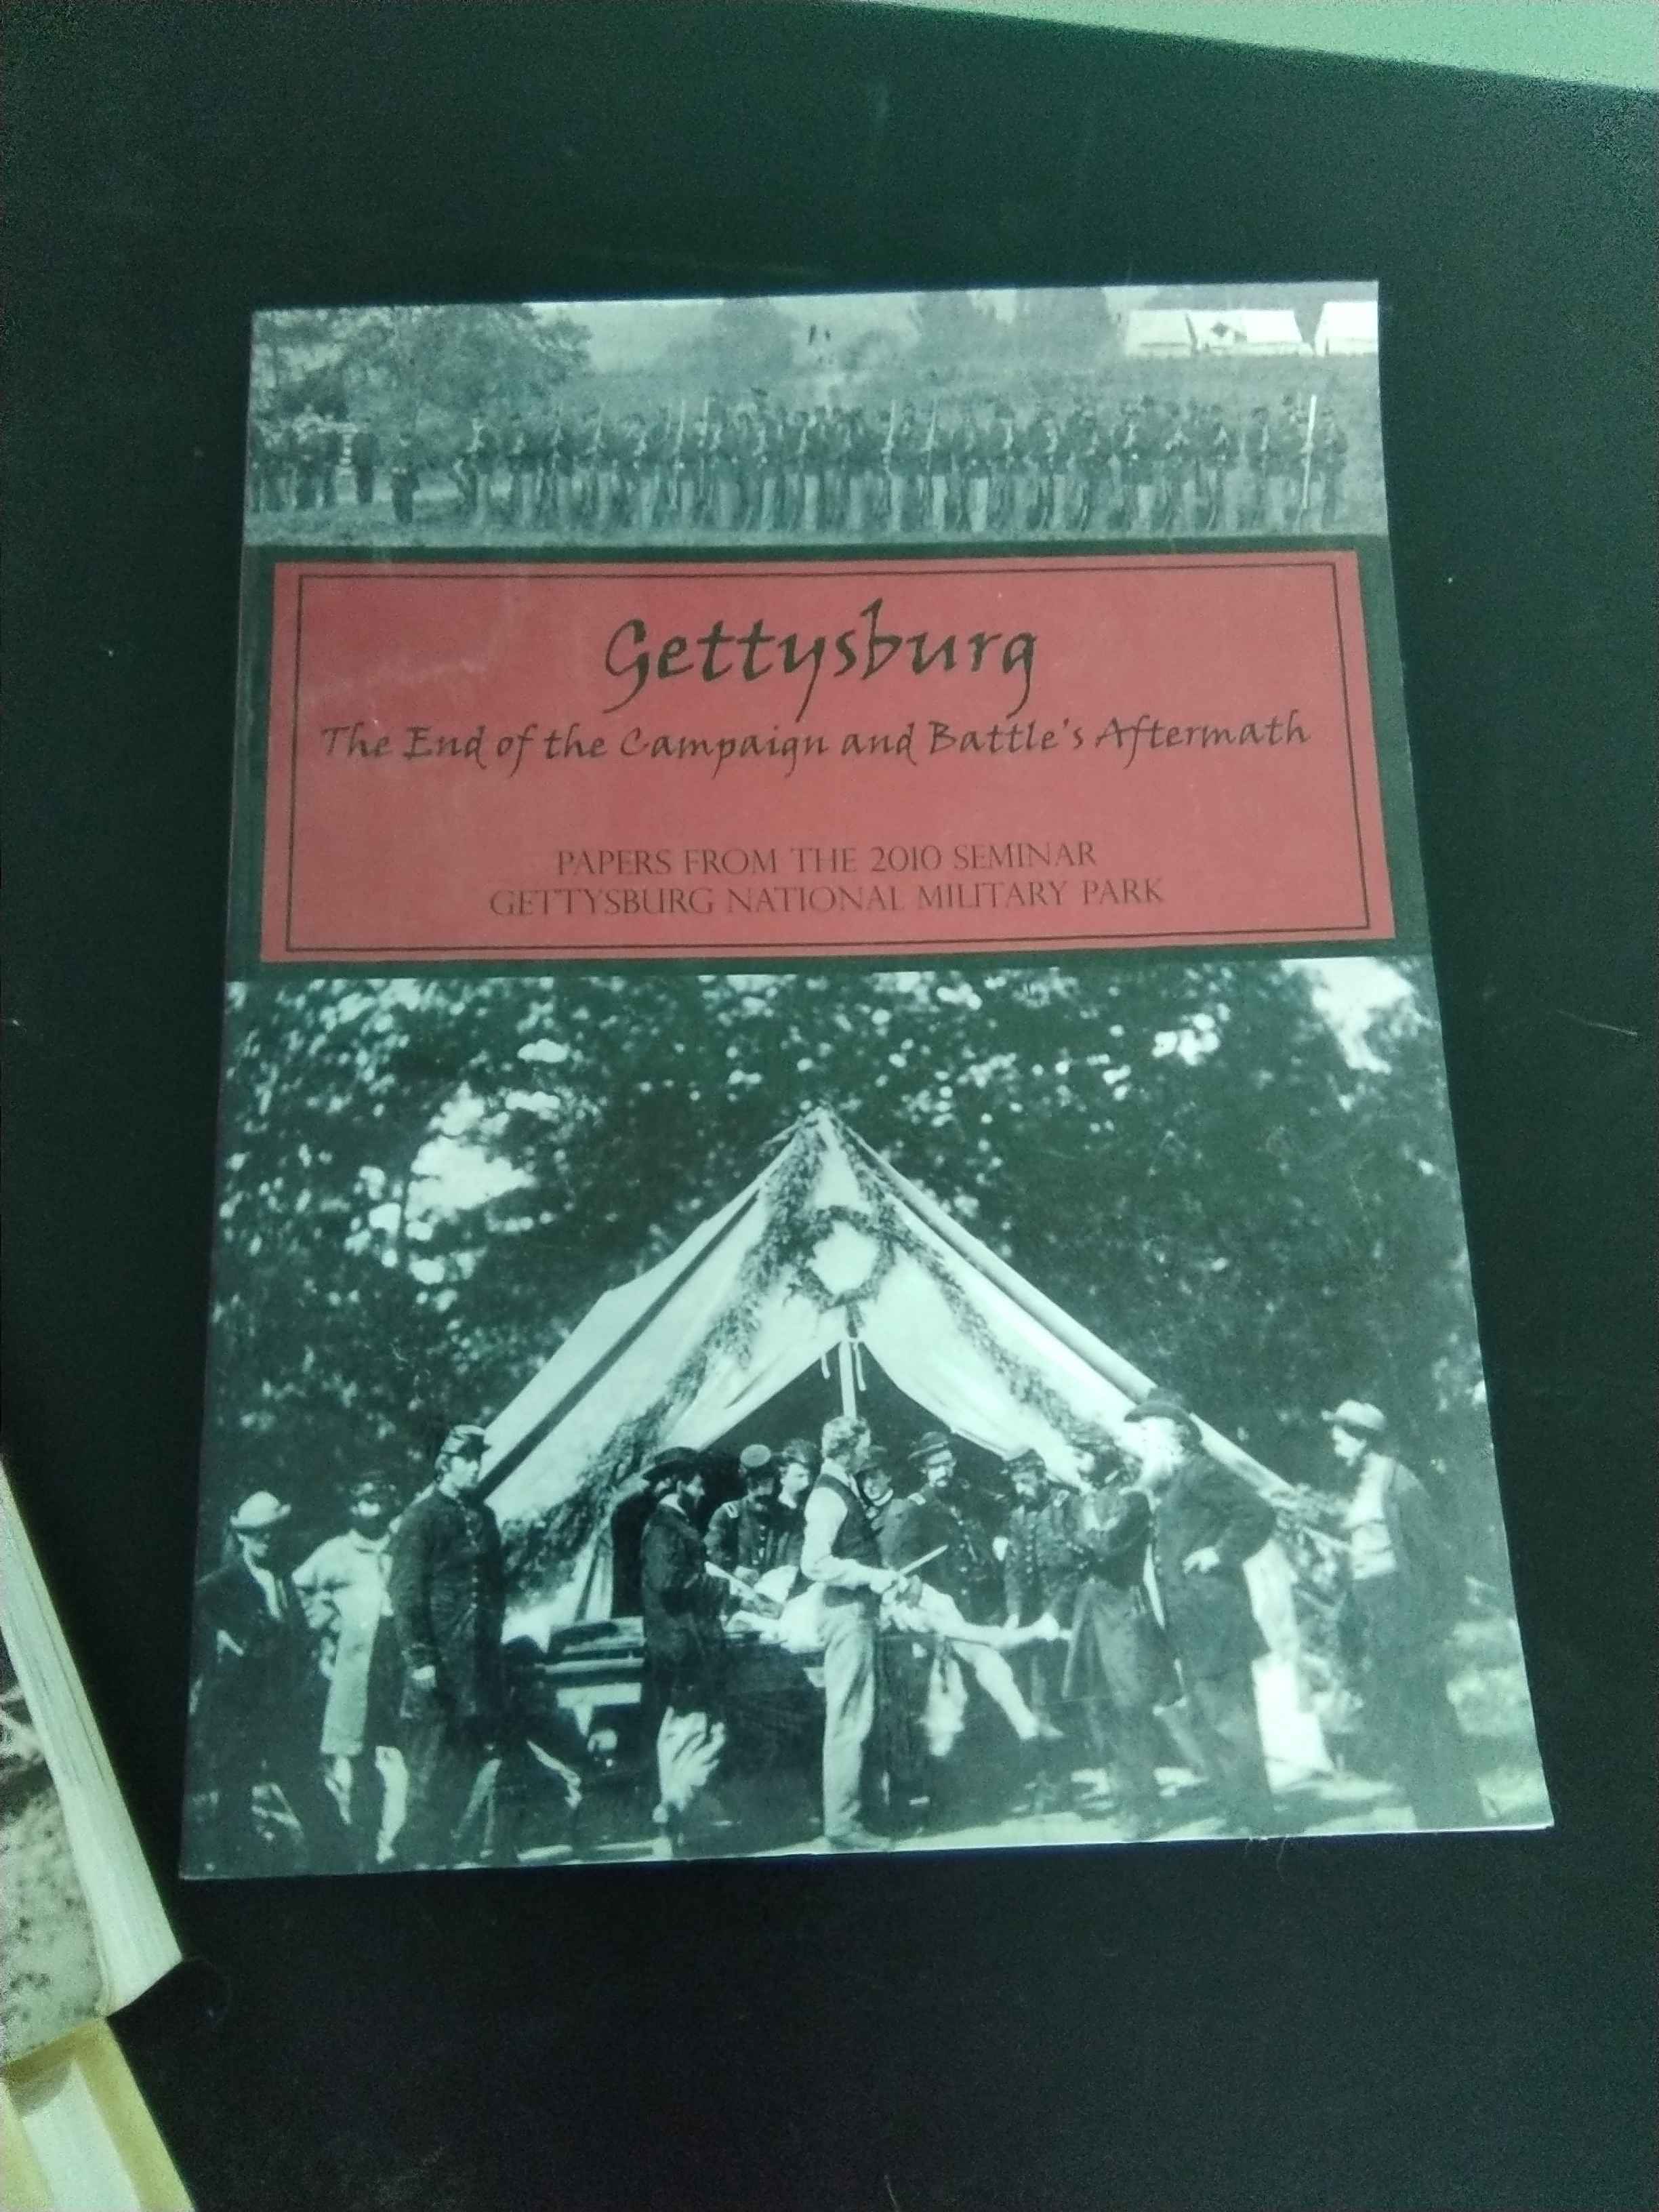 Gettysburg
The End of the Campaign and Battle's Aftermath
PAPERS FROM THE 2010 SEMINAR
GETTYSBURG NATIONAL MILITARY PARK